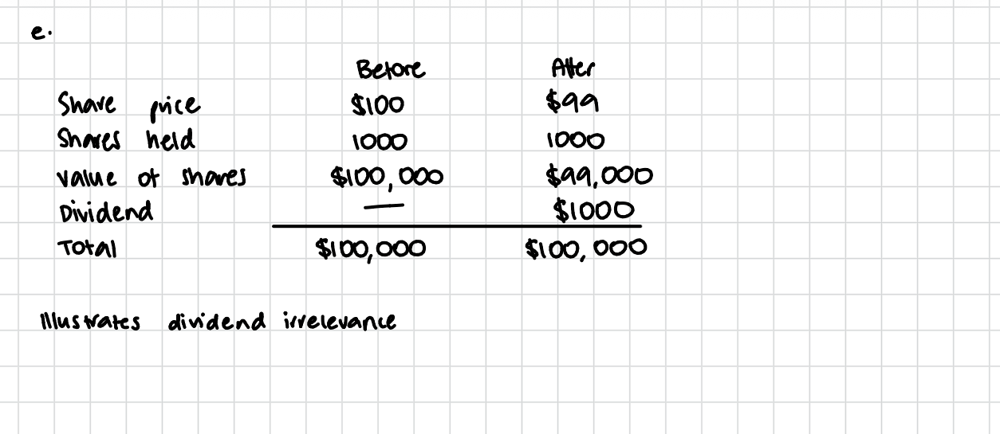 e.
Before After
Share price $100 $99
Shares held 1000 1000
value of shares $100,000 $99,000
Dividend — $1000
Total $100,000 $100,000
Illustrates dividend irrelevance